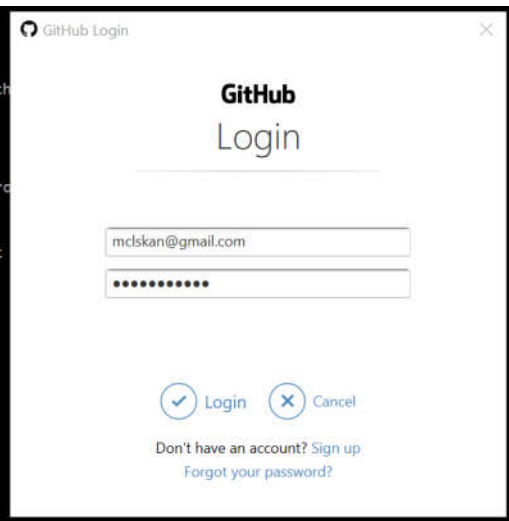 GitHub Login
GitHub
Login
mclskan@gmail.com
•••••••••••
Login Cancel
Don't have an account? Sign up
Forgot your password?